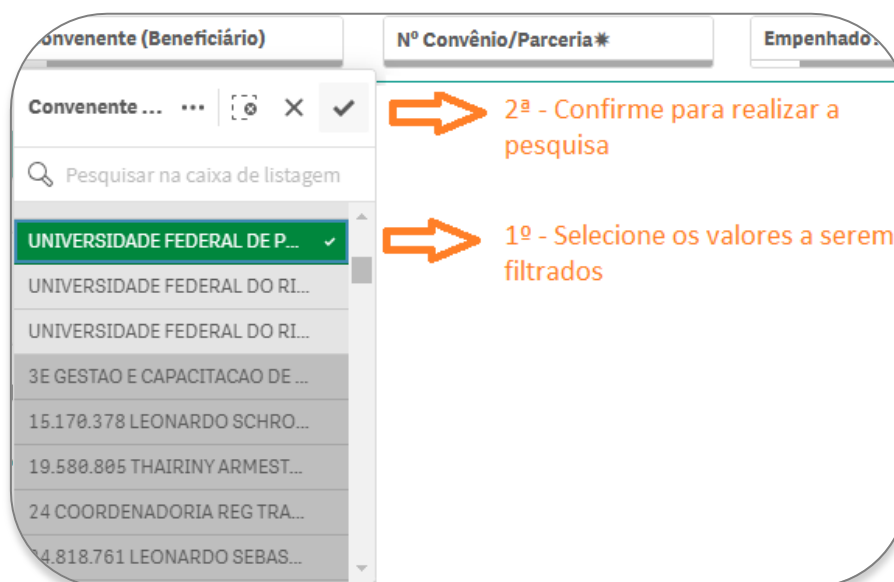 Convenente (Beneficiário)
Nº Convênio/Parceria✷
Empenhado
Convenente ... ···
2ª - Confirme para realizar a
pesquisa
Pesquisar na caixa de listagem
UNIVERSIDADE FEDERAL DE P...
1º - Selecione os valores a serem
filtrados
UNIVERSIDADE FEDERAL DO RI...
UNIVERSIDADE FEDERAL DO RI...
3E GESTAO E CAPACITACAO DE ...
15.170.378 LEONARDO SCHRO...
19.580.805 THAIRINY ARMEST...
24 COORDENADORIA REG TRA...
4.818.761 LEONARDO SEBAS...